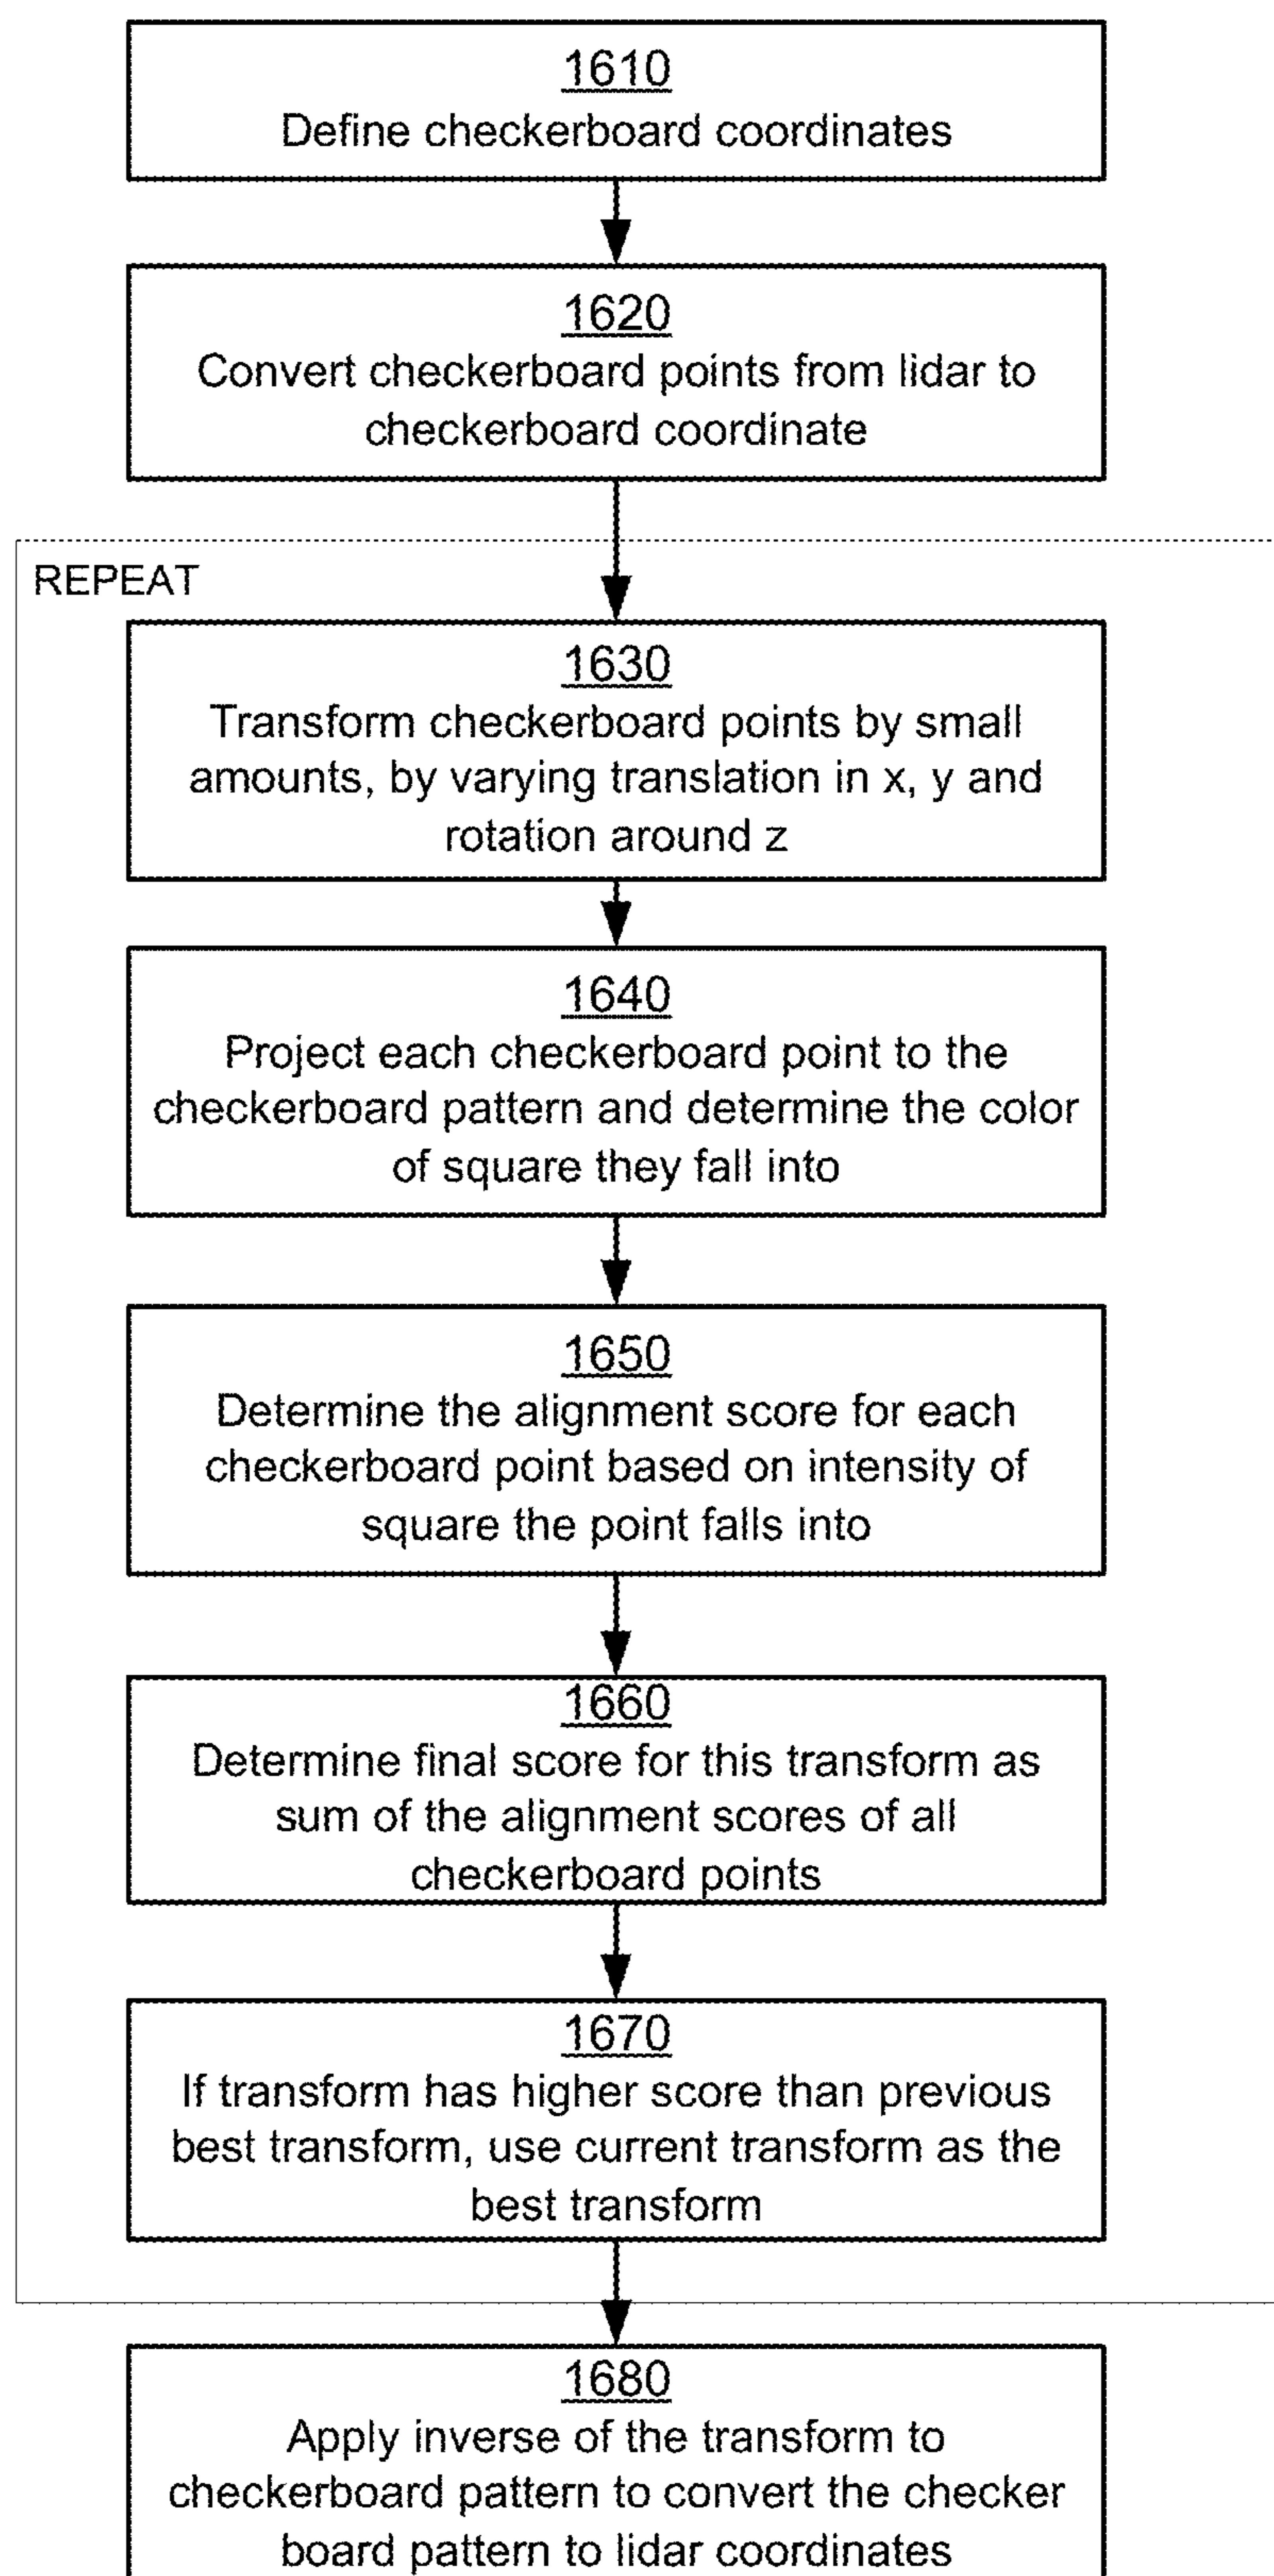 1610
Define checkerboard coordinates
1620
Convert checkerboard points from lidar to
checkerboard coordinate
REPEAT
1630
Transform checkerboard points by small
amounts, by varying translation in x, y and
rotation around z
1640
Project each checkerboard point to the
checkerboard pattern and determine the color
of square they fall into
1650
Determine the alignment score for each
checkerboard point based on intensity of
square the point falls into
1660
Determine final score for this transform as
sum of the alignment scores of all
checkerboard points
1670
If transform has higher score than previous
best transform, use current transform as the
best transform
1680
Apply inverse of the transform to
checkerboard pattern to convert the checker
board pattern to lidar coordinates